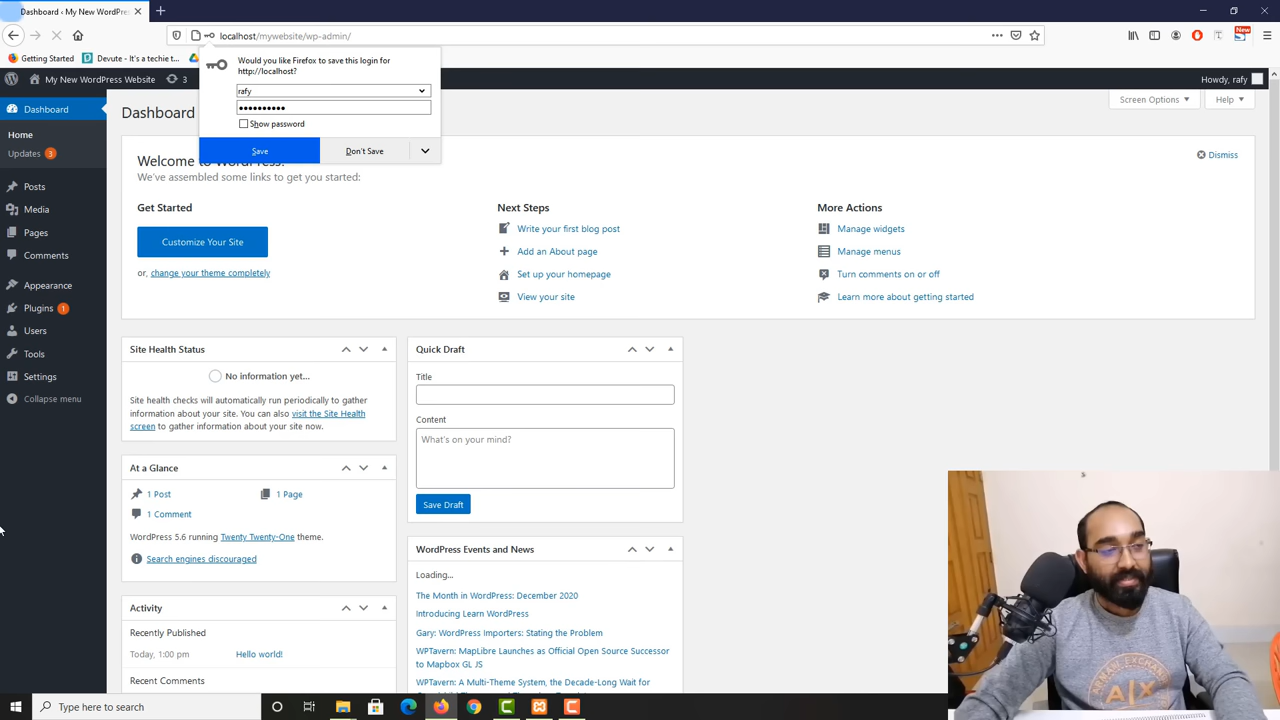 Dashboard ‹ My New WordPres
localhost/mywebsite/wp-admin/
New
Getting Started
Devute - It's a techie t
Would you like Firefox to save this login for
http://localhost?
rafy
Show password
Save
Don't Save
My New WordPress Website
3
Howdy, rafy
Dashboard
Home
Updates 3
Posts
Media
Pages
Comments
Appearance
Plugins 1
Users
Tools
Settings
Collapse menu
Dashboard
Screen Options
Help
Welcome to WordPress!
We've assembled some links to get you started:
Dismiss
Get Started
Customize Your Site
or, change your theme completely
Next Steps
Write your first blog post
Add an About page
Set up your homepage
View your site
More Actions
Manage widgets
Manage menus
Turn comments on or off
Learn more about getting started
Site Health Status
No information yet...
Site health checks will automatically run periodically to gather
information about your site. You can also visit the Site Health
screen to gather information about your site now.
At a Glance
1 Post
1 Page
1 Comment
WordPress 5.6 running Twenty Twenty-One theme.
Search engines discouraged
Activity
Recently Published
Today, 1:00 pm
Hello world!
Recent Comments
Quick Draft
Title
Content
What's on your mind?
Save Draft
WordPress Events and News
Loading...
The Month in WordPress: December 2020
Introducing Learn WordPress
Gary: WordPress Importers: Stating the Problem
WPTavern: MapLibre Launches as Official Open Source Successor
to Mapbox GL JS
WPTavern: A Multi-Theme System, the Decade-Long Wait for
A|X
Type here to search